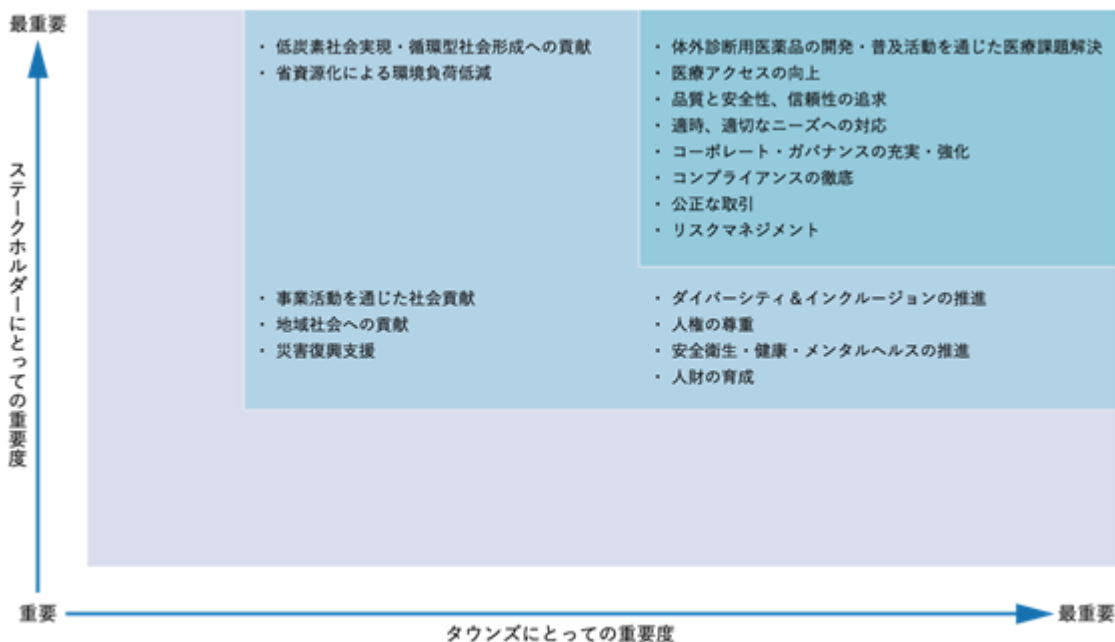 最重要
・ 低炭素社会実現・循環型社会形成への貢献
・ 省資源化による環境負荷低減
・ 体外診断用医薬品の開発・普及活動を通じた医療課題解決
・ 医療アクセスの向上
・ 品質と安全性、信頼性の追求
・ 適時、適切なニーズへの対応
・ コーポレート・ガバナンスの充実・強化
・ コンプライアンスの徹底
・ 公正な取引
・ リスクマネジメント
・ 事業活動を通じた社会貢献
・ 地域社会への貢献
・ 災害復興支援
・ ダイバーシティ&インクルージョンの推進
・ 人権の尊重
・ 安全衛生・健康・メンタルヘルスの推進
・ 人財の育成
ステークホルダーにとっての重要度
重要
最重要
タウンズにとっての重要度